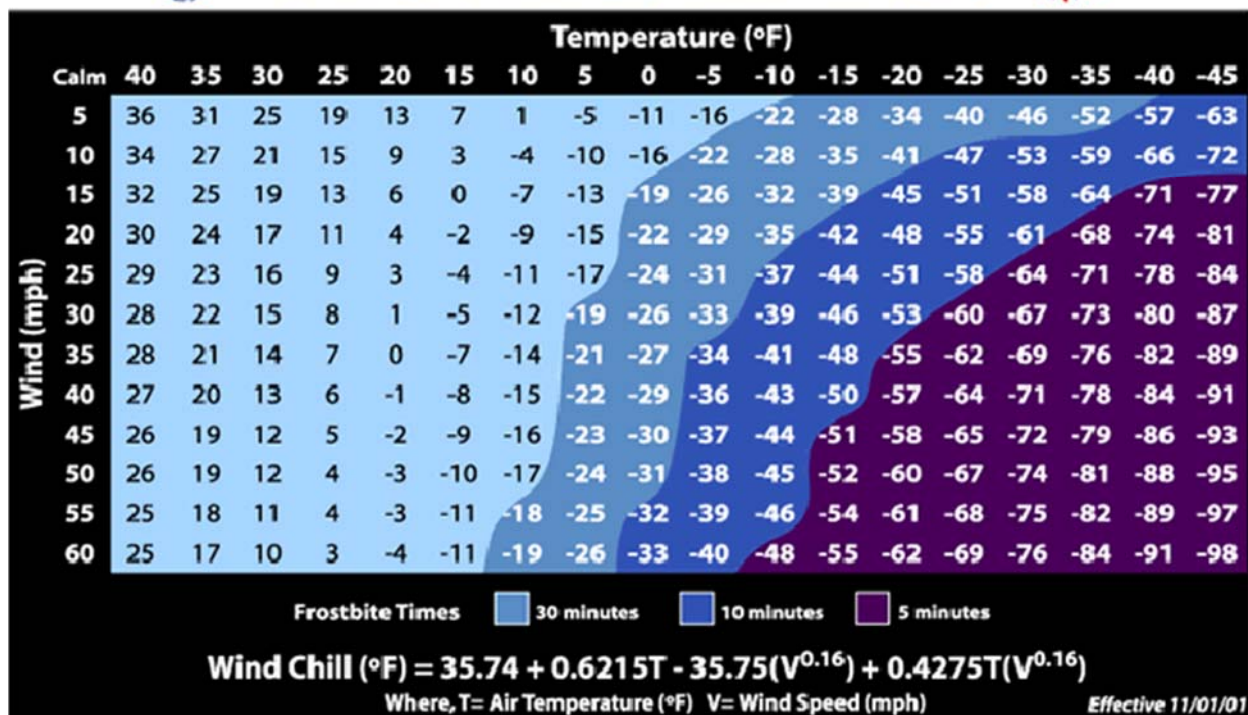 Temperature (ºF)
Calm 40 35 30 25 20 15 10 5 0 -5 -10 -15 -20 -25 -30 -35 -40 -45
5 36 31 25 19 13 7 1 -5 -11 -16 -22 -28 -34 -40 -46 -52 -57 -63
10 34 27 21 15 9 3 -4 -10 -16 -22 -28 -35 -41 -47 -53 -59 -66 -72
15 32 25 19 13 6 0 -7 -13 -19 -26 -32 -39 -45 -51 -58 -64 -71 -77
20 30 24 17 11 4 -2 -9 -15 -22 -29 -35 -42 -48 -55 -61 -68 -74 -81
25 29 23 16 9 3 -4 -11 -17 -24 -31 -37 -44 -51 -58 -64 -71 -78 -84
30 28 22 15 8 1 -5 -12 -19 -26 -33 -39 -46 -53 -60 -67 -73 -80 -87
35 28 21 14 7 0 -7 -14 -21 -27 -34 -41 -48 -55 -62 -69 -76 -82 -89
40 27 20 13 6 -1 -8 -15 -22 -29 -36 -43 -50 -57 -64 -71 -78 -84 -91
45 26 19 12 5 -2 -9 -16 -23 -30 -37 -44 -51 -58 -65 -72 -79 -86 -93
50 26 19 12 4 -3 -10 -17 -24 -31 -38 -45 -52 -60 -67 -74 -81 -88 -95
55 25 18 11 4 -3 -11 -18 -25 -32 -39 -46 -54 -61 -68 -75 -82 -89 -97
60 25 17 10 3 -4 -11 -19 -26 -33 -40 -48 -55 -62 -69 -76 -84 -91 -98
Wind (mph)
Frostbite Times 30 minutes 10 minutes 5 minutes
Wind Chill (ºF) = 35.74 + 0.6215T - 35.75(V^0.16) + 0.4275T(V^0.16)
Where, T= Air Temperature (ºF) V= Wind Speed (mph) Effective 11/01/01